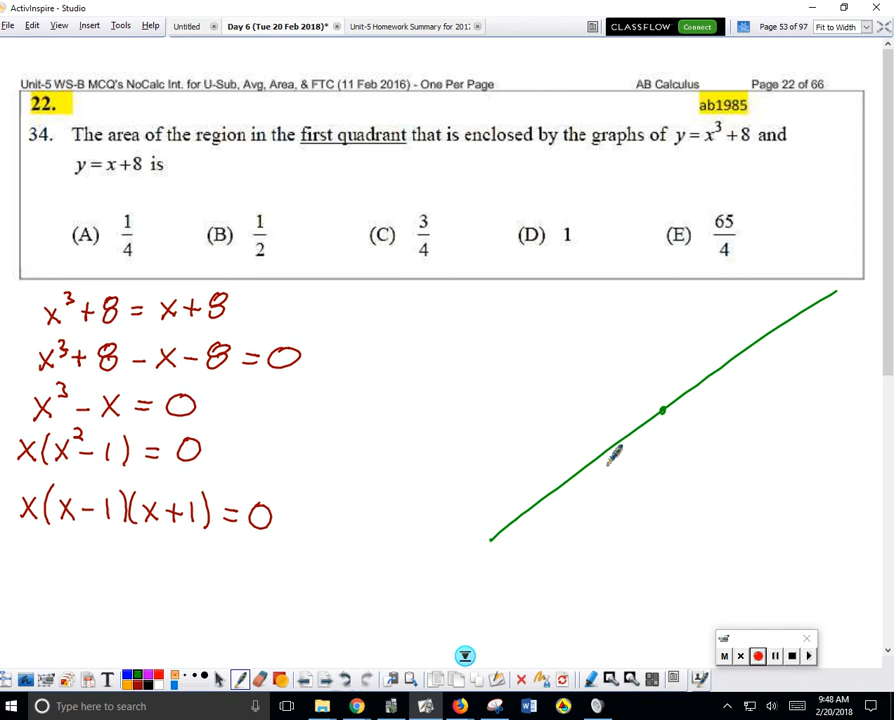 ActivInspire - Studio
File Edit View Insert Tools Help
Untitled
Day 6 (Tue 20 Feb 2018)*
Unit-5 Homework Summary for 201
CLASSFLOW Connect
Page 53 of 97
Fit to Width
Unit-5 WS-B MCQ's NoCalc Int. for U-Sub, Avg, Area, & FTC (11 Feb 2016) - One Per Page AB Calculus Page 22 of 66
22. ab1985
34. The area of the region in the first quadrant that is enclosed by the graphs of y = x³ + 8 and
y = x + 8 is
(A) 1/4 (B) 1/2 (C) 3/4 (D) 1 (E) 65/4
x³ + 8 = x + 8
x³ + 8 - x - 8 = 0
x³ - x = 0
x(x² - 1) = 0
x(x - 1)(x + 1) = 0
M
T
Type here to search
9:48 AM
2/20/2018